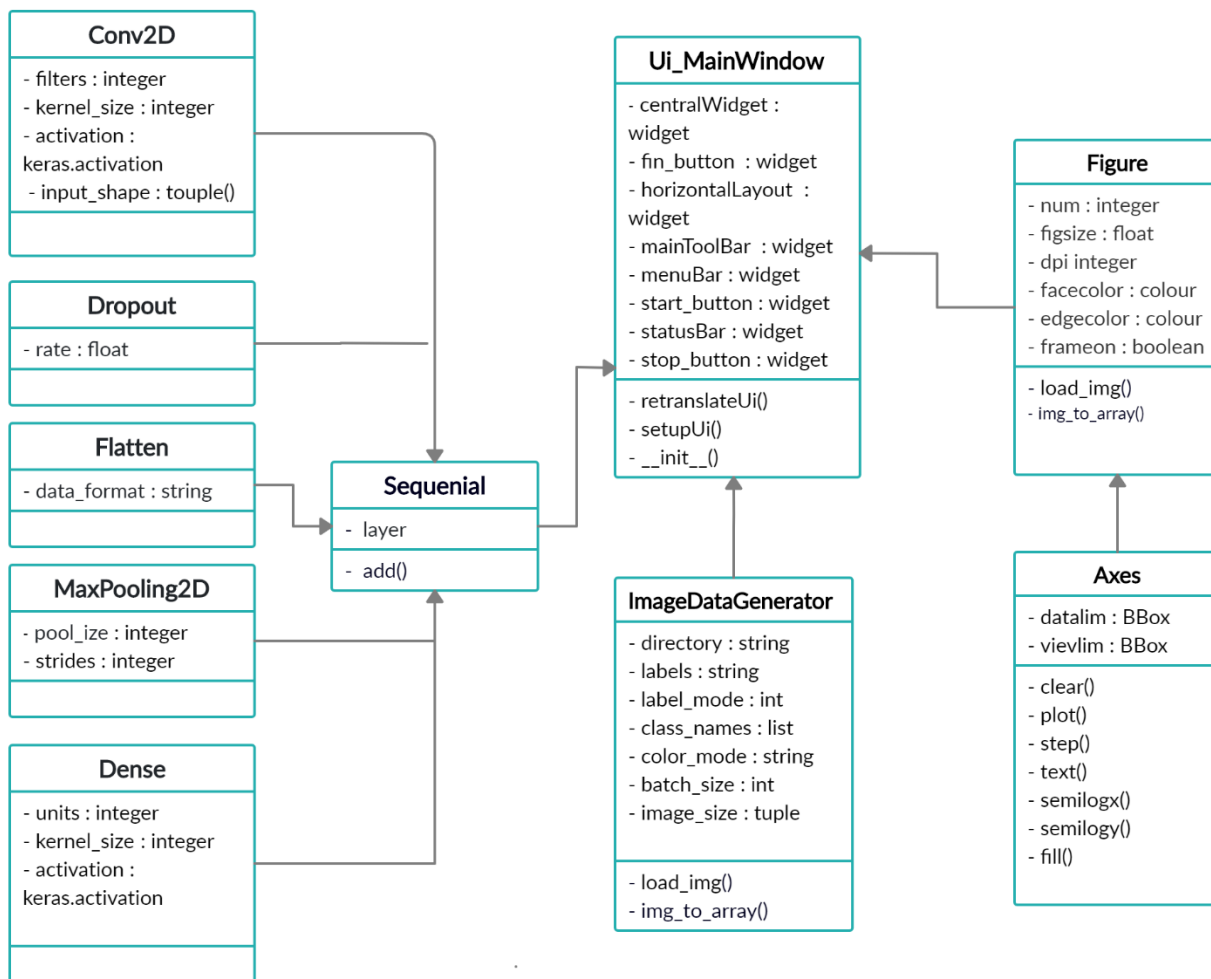 Conv2D
- filters : integer
- kernel_size : integer
- activation :
keras.activation
- input_shape : touple()
Dropout
- rate : float
Flatten
- data_format : string
MaxPooling2D
- pool_ize : integer
- strides : integer
Dense
- units : integer
- kernel_size : integer
- activation :
keras.activation
Sequenial
- layer
- add()
Ui_MainWindow
- centralWidget :
widget
- fin_button : widget
- horizontalLayout :
widget
- mainToolBar : widget
- menuBar : widget
- start_button : widget
- statusBar : widget
- stop_button : widget
- retranslateUi()
- setupUi()
- __init__()
ImageDataGenerator
- directory : string
- labels : string
- label_mode : int
- class_names : list
- color_mode : string
- batch_size : int
- image_size : tuple
- load_img()
- img_to_array()
Figure
- num : integer
- figsize : float
- dpi integer
- facecolor : colour
- edgecolor : colour
- frameon : boolean
- load_img()
- img_to_array()
Axes
- datalim : BBox
- vievlim : BBox
- clear()
- plot()
- step()
- text()
- semilogx()
- semilogy()
- fill()